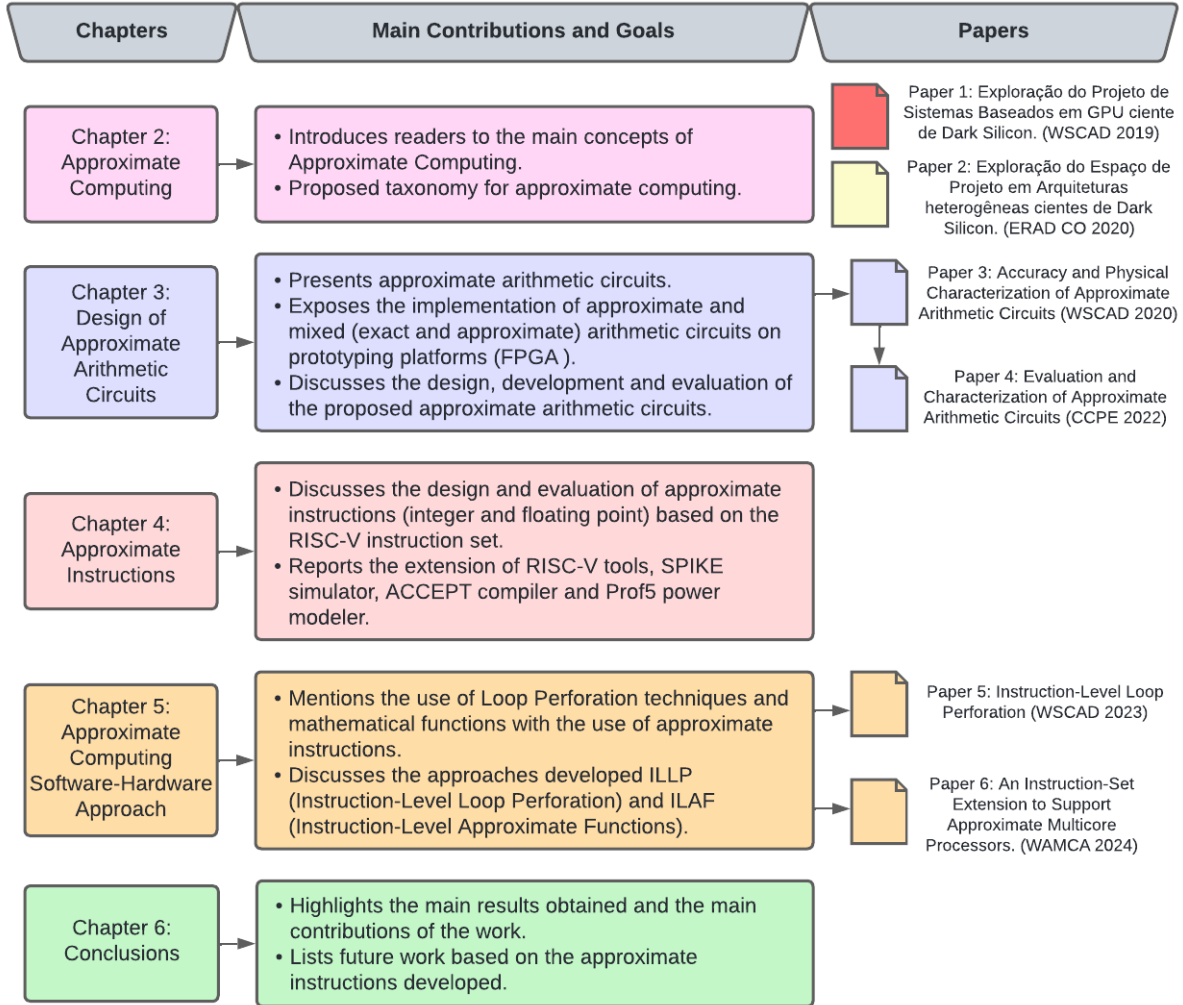 Chapters
Main Contributions and Goals
Papers
Chapter 2:
Approximate
Computing
• Introduces readers to the main concepts of
Approximate Computing.
• Proposed taxonomy for approximate computing.
Paper 1: Exploração do Projeto de
Sistemas Baseados em GPU ciente
de Dark Silicon. (WSCAD 2019)
Paper 2: Exploração do Espaço de
Projeto em Arquiteturas
heterogêneas cientes de Dark
Silicon. (ERAD CO 2020)
Chapter 3:
Design of
Approximate
Arithmetic
Circuits
• Presents approximate arithmetic circuits.
• Exposes the implementation of approximate and
mixed (exact and approximate) arithmetic circuits on
prototyping platforms (FPGA ).
• Discusses the design, development and evaluation of
the proposed approximate arithmetic circuits.
Paper 3: Accuracy and Physical
Characterization of Approximate
Arithmetic Circuits (WSCAD 2020)
Paper 4: Evaluation and
Characterization of Approximate
Arithmetic Circuits (CCPE 2022)
Chapter 4:
Approximate
Instructions
• Discusses the design and evaluation of approximate
instructions (integer and floating point) based on the
RISC-V instruction set.
• Reports the extension of RISC-V tools, SPIKE
simulator, ACCEPT compiler and Prof5 power
modeler.
Chapter 5:
Approximate
Computing
Software-Hardware
Approach
• Mentions the use of Loop Perforation techniques and
mathematical functions with the use of approximate
instructions.
• Discusses the approaches developed ILLP
(Instruction-Level Loop Perforation) and ILAF
(Instruction-Level Approximate Functions).
Paper 5: Instruction-Level Loop
Perforation (WSCAD 2023)
Paper 6: An Instruction-Set
Extension to Support
Approximate Multicore
Processors. (WAMCA 2024)
Chapter 6:
Conclusions
• Highlights the main results obtained and the main
contributions of the work.
• Lists future work based on the approximate
instructions developed.